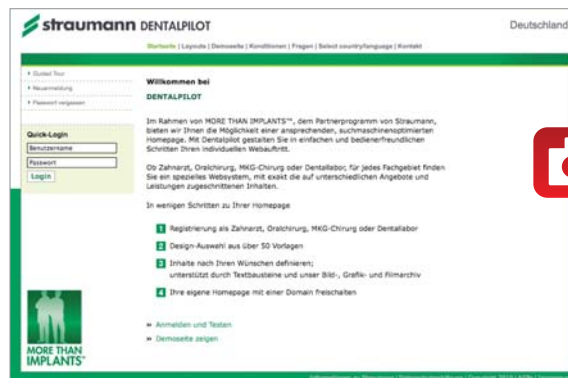 straumann DENTALPILOT
Deutschland
Startseite | Layouts | Demoseite | Konditionen | Fragen | Select country/language | Kontakt
Guided Tour
Neuanmeldung
Passwort vergessen
Willkommen bei
DENTALPILOT
Im Rahmen von MORE THAN IMPLANTS™, dem Partnerprogramm von Straumann,
bieten wir Ihnen die Möglichkeit einer ansprechenden, suchmaschinenoptimierten
Homepage. Mit Dentalpilot gestalten Sie in einfachen und bedienerfreundlichen
Schritten Ihren individuellen Webauftritt.
Quick-Login
Benutzername
Passwort
Login
Ob Zahnarzt, Oralchirurg, MKG-Chirurg oder Dentallabor, für jedes Fachgebiet finden
Sie ein spezielles Websystem, mit exakt die auf unterschiedlichen Angebote und
Leistungen zugeschnittenen Inhalten.
In wenigen Schritten zu Ihrer Homepage
1 Registrierung als Zahnarzt, Oralchirurg, MKG-Chirurg oder Dentallabor
2 Design-Auswahl aus über 50 Vorlagen
3 Inhalte nach Ihren Wünschen definieren;
unterstützt durch Textbausteine und unser Bild-, Grafik- und Filmarchiv
4 Ihre eigene Homepage mit einer Domain freischalten
» Anmelden und Testen
» Demoseite zeigen
MORE THAN
IMPLANTS™